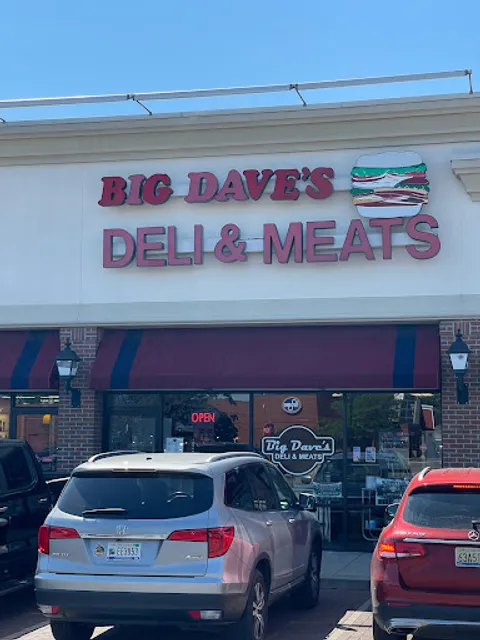 BIG DAVE'S
DELI & MEATS
OPEN
Big Dave's
DELI & MEATS